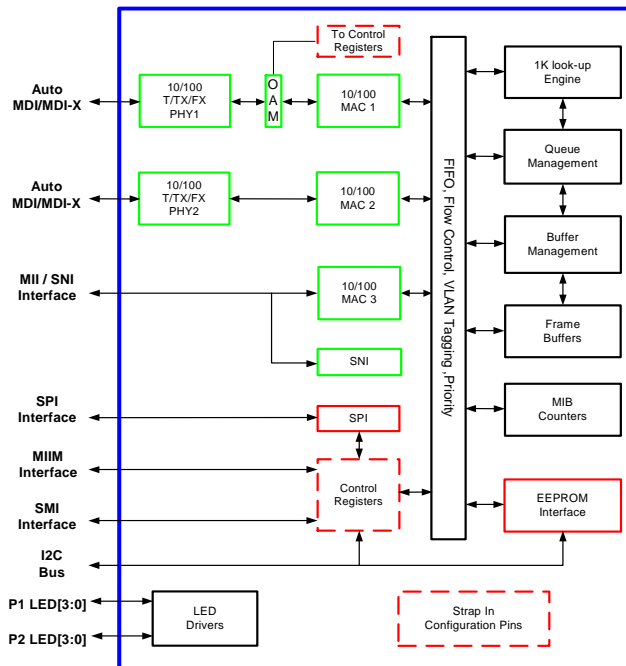 To Control
Registers
Auto
MDI/MDI-X
10/100
T/TX/FX
PHY1
OAM
10/100
MAC 1
1K look-up
Engine
Auto
MDI/MDI-X
10/100
T/TX/FX
PHY2
10/100
MAC 2
Queue
Management
FIFO, Flow Control, VLAN Tagging ,Priority
Buffer
Management
MII / SNI
Interface
10/100
MAC 3
Frame
Buffers
SNI
SPI
Interface
SPI
MIB
Counters
MIIM
Interface
Control
Registers
SMI
Interface
EEPROM
Interface
I2C
Bus
P1 LED[3:0]
P2 LED[3:0]
LED
Drivers
Strap In
Configuration Pins